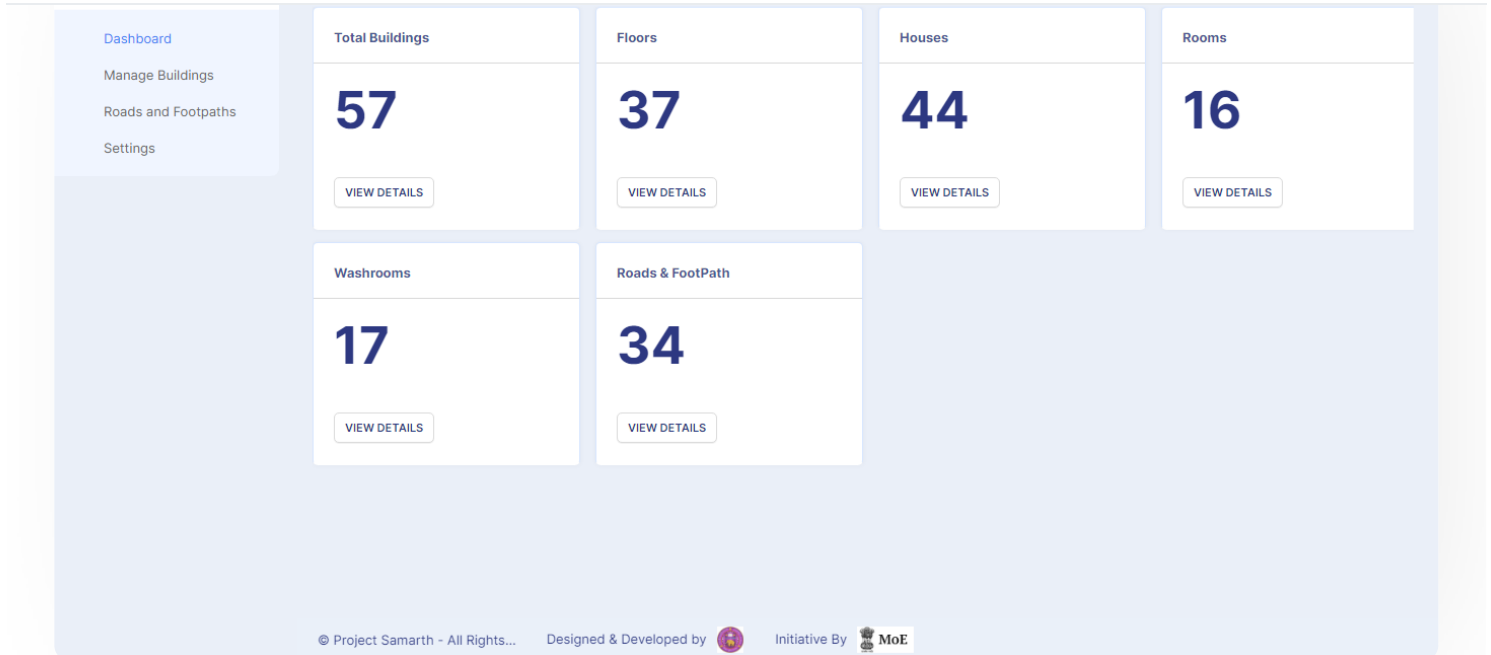 Dashboard
Manage Buildings
Roads and Footpaths
Settings
Total Buildings
57
VIEW DETAILS
Floors
37
VIEW DETAILS
Houses
44
VIEW DETAILS
Rooms
16
VIEW DETAILS
Washrooms
17
VIEW DETAILS
Roads & FootPath
34
VIEW DETAILS
© Project Samarth - All Rights...
Designed & Developed by
Initiative By
MoE